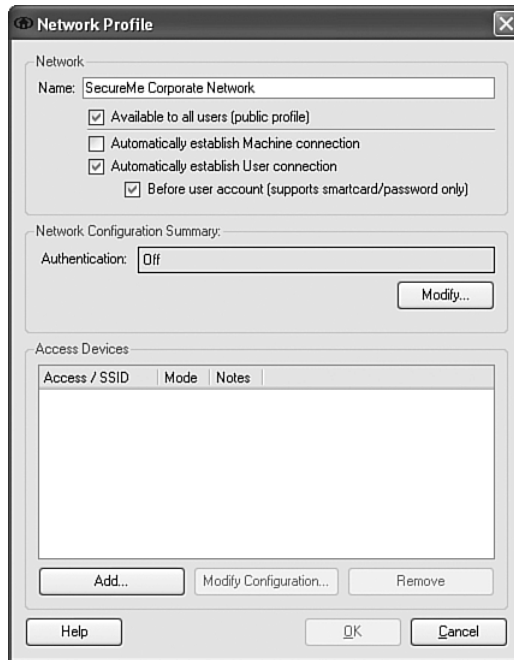 Network Profile
Network
Name: SecureMe Corporate Network
Available to all users (public profile)
Automatically establish Machine connection
Automatically establish User connection
Before user account (supports smartcard/password only)
Network Configuration Summary:
Authentication: Off
Modify...
Access Devices
Access / SSID Mode Notes
Add... Modify Configuration... Remove
Help OK Cancel